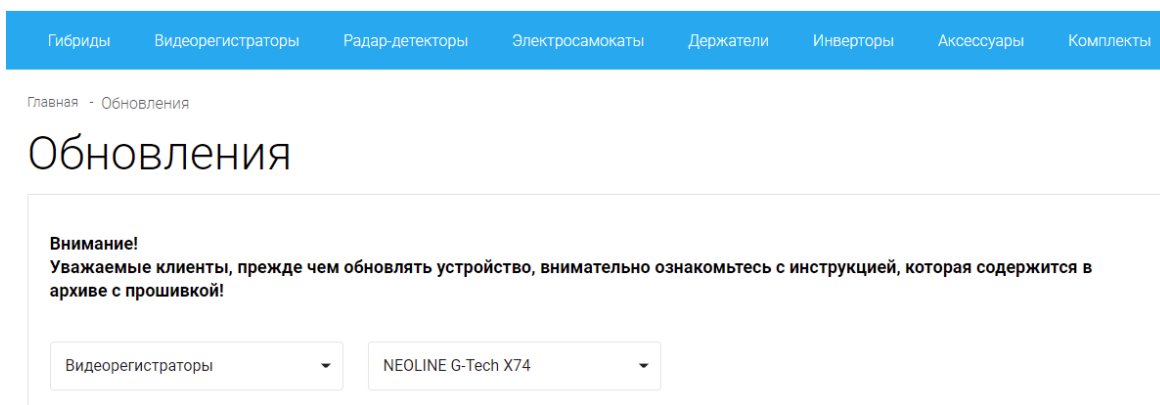 Гибриды Видеорегистраторы Радар-детекторы Электросамокаты Держатели Инверторы Аксессуары Комплекты
Главная - Обновления
Обновления
Внимание!
Уважаемые клиенты, прежде чем обновлять устройство, внимательно ознакомьтесь с инструкцией, которая содержится в
архиве с прошивкой!
Видеорегистраторы NEOLINE G-Tech X74